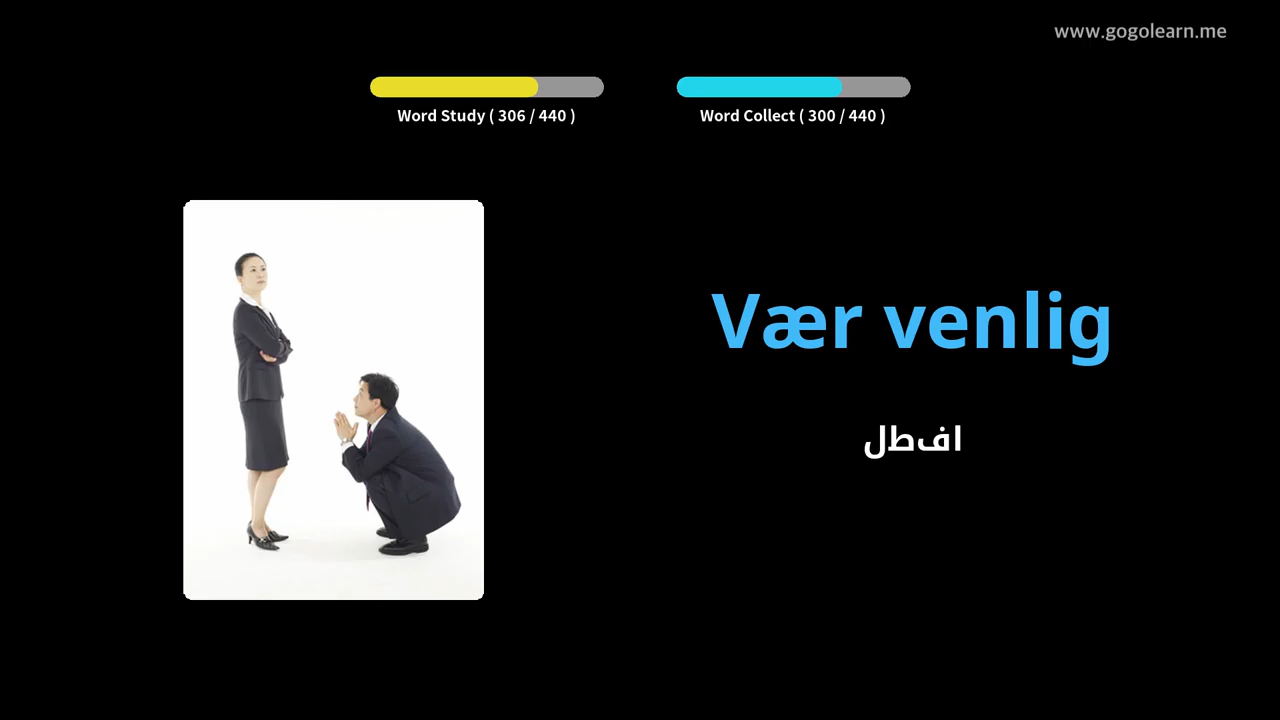 www.gogolearn.me
Word Study ( 306 / 440 )
Word Collect ( 300 / 440 )
Vær venlig
افطل